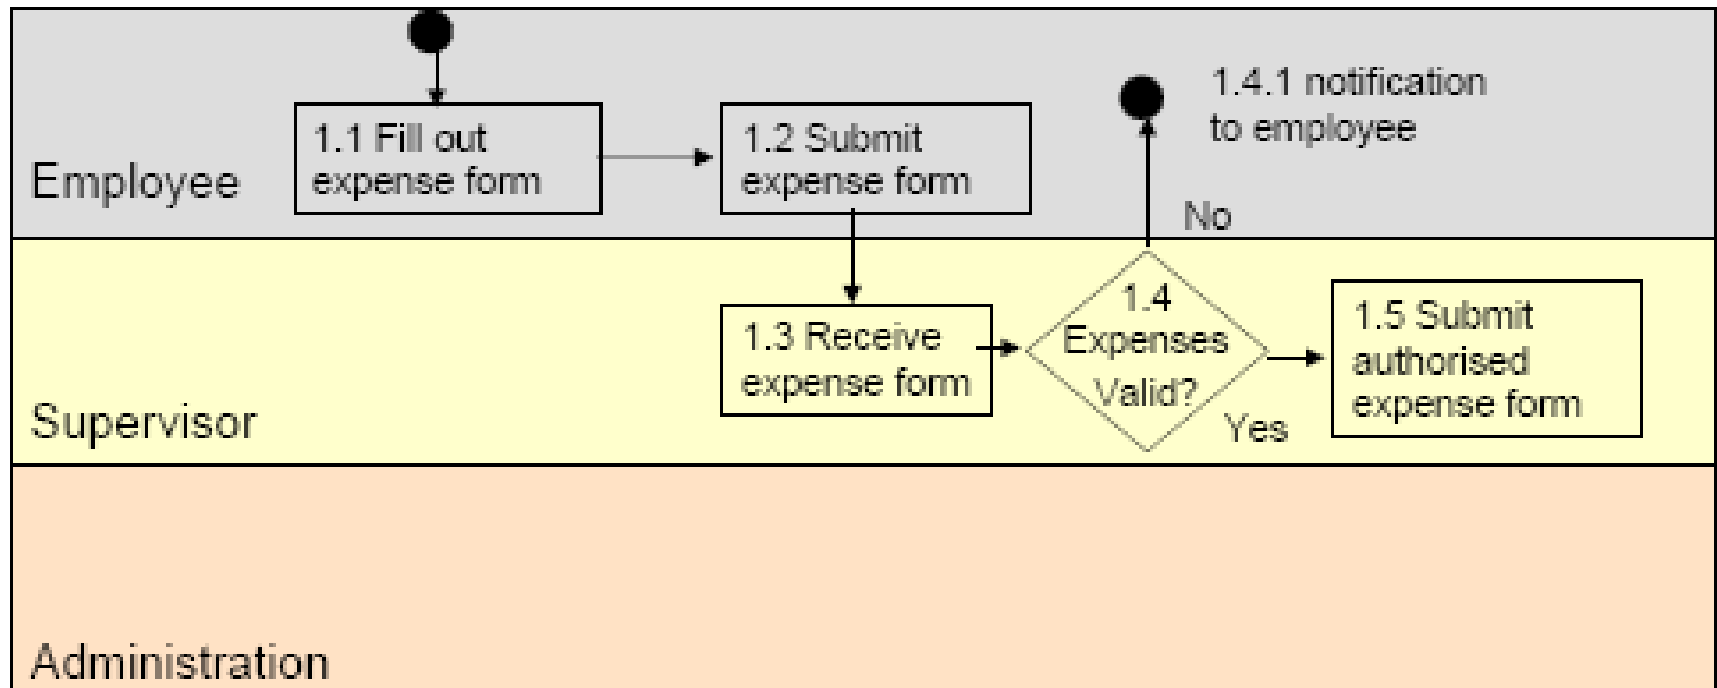 Employee
1.1 Fill out
expense form
1.2 Submit
expense form
1.4.1 notification
to employee
No
Supervisor
1.3 Receive
expense form
1.4
Expenses
Valid?
Yes
1.5 Submit
authorised
expense form
Administration